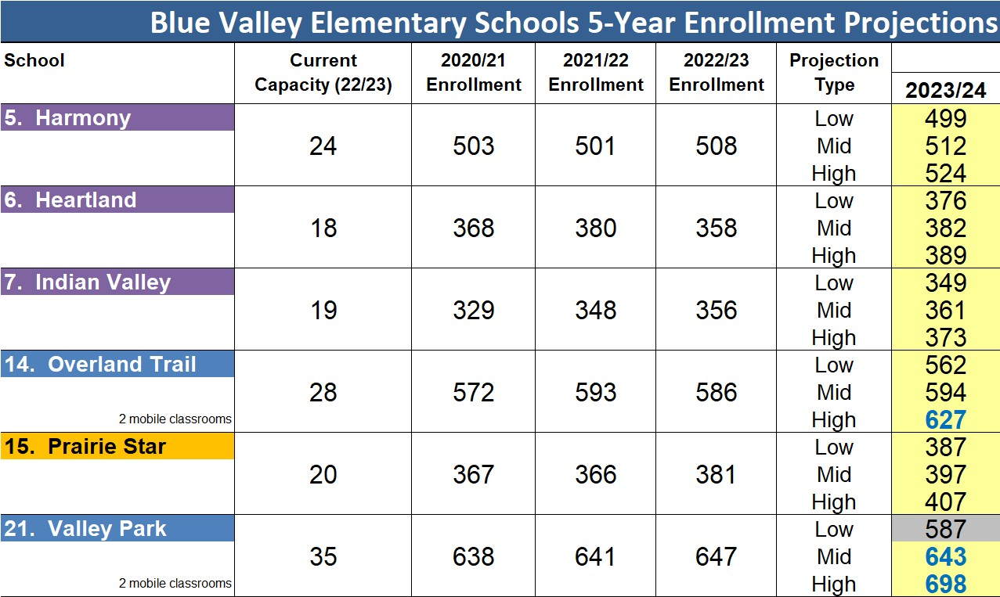 Blue Valley Elementary Schools 5-Year Enrollment Projections
School Current Capacity (22/23) 2020/21 Enrollment 2021/22 Enrollment 2022/23 Enrollment Projection Type 2023/24
5. Harmony 24 503 501 508 Low 499
Mid 512
High 524
6. Heartland 18 368 380 358 Low 376
Mid 382
High 389
7. Indian Valley 19 329 348 356 Low 349
Mid 361
High 373
14. Overland Trail 28 572 593 586 Low 562
Mid 594
2 mobile classrooms High 627
15. Prairie Star 20 367 366 381 Low 387
Mid 397
High 407
21. Valley Park 35 638 641 647 Low 587
Mid 643
2 mobile classrooms High 698